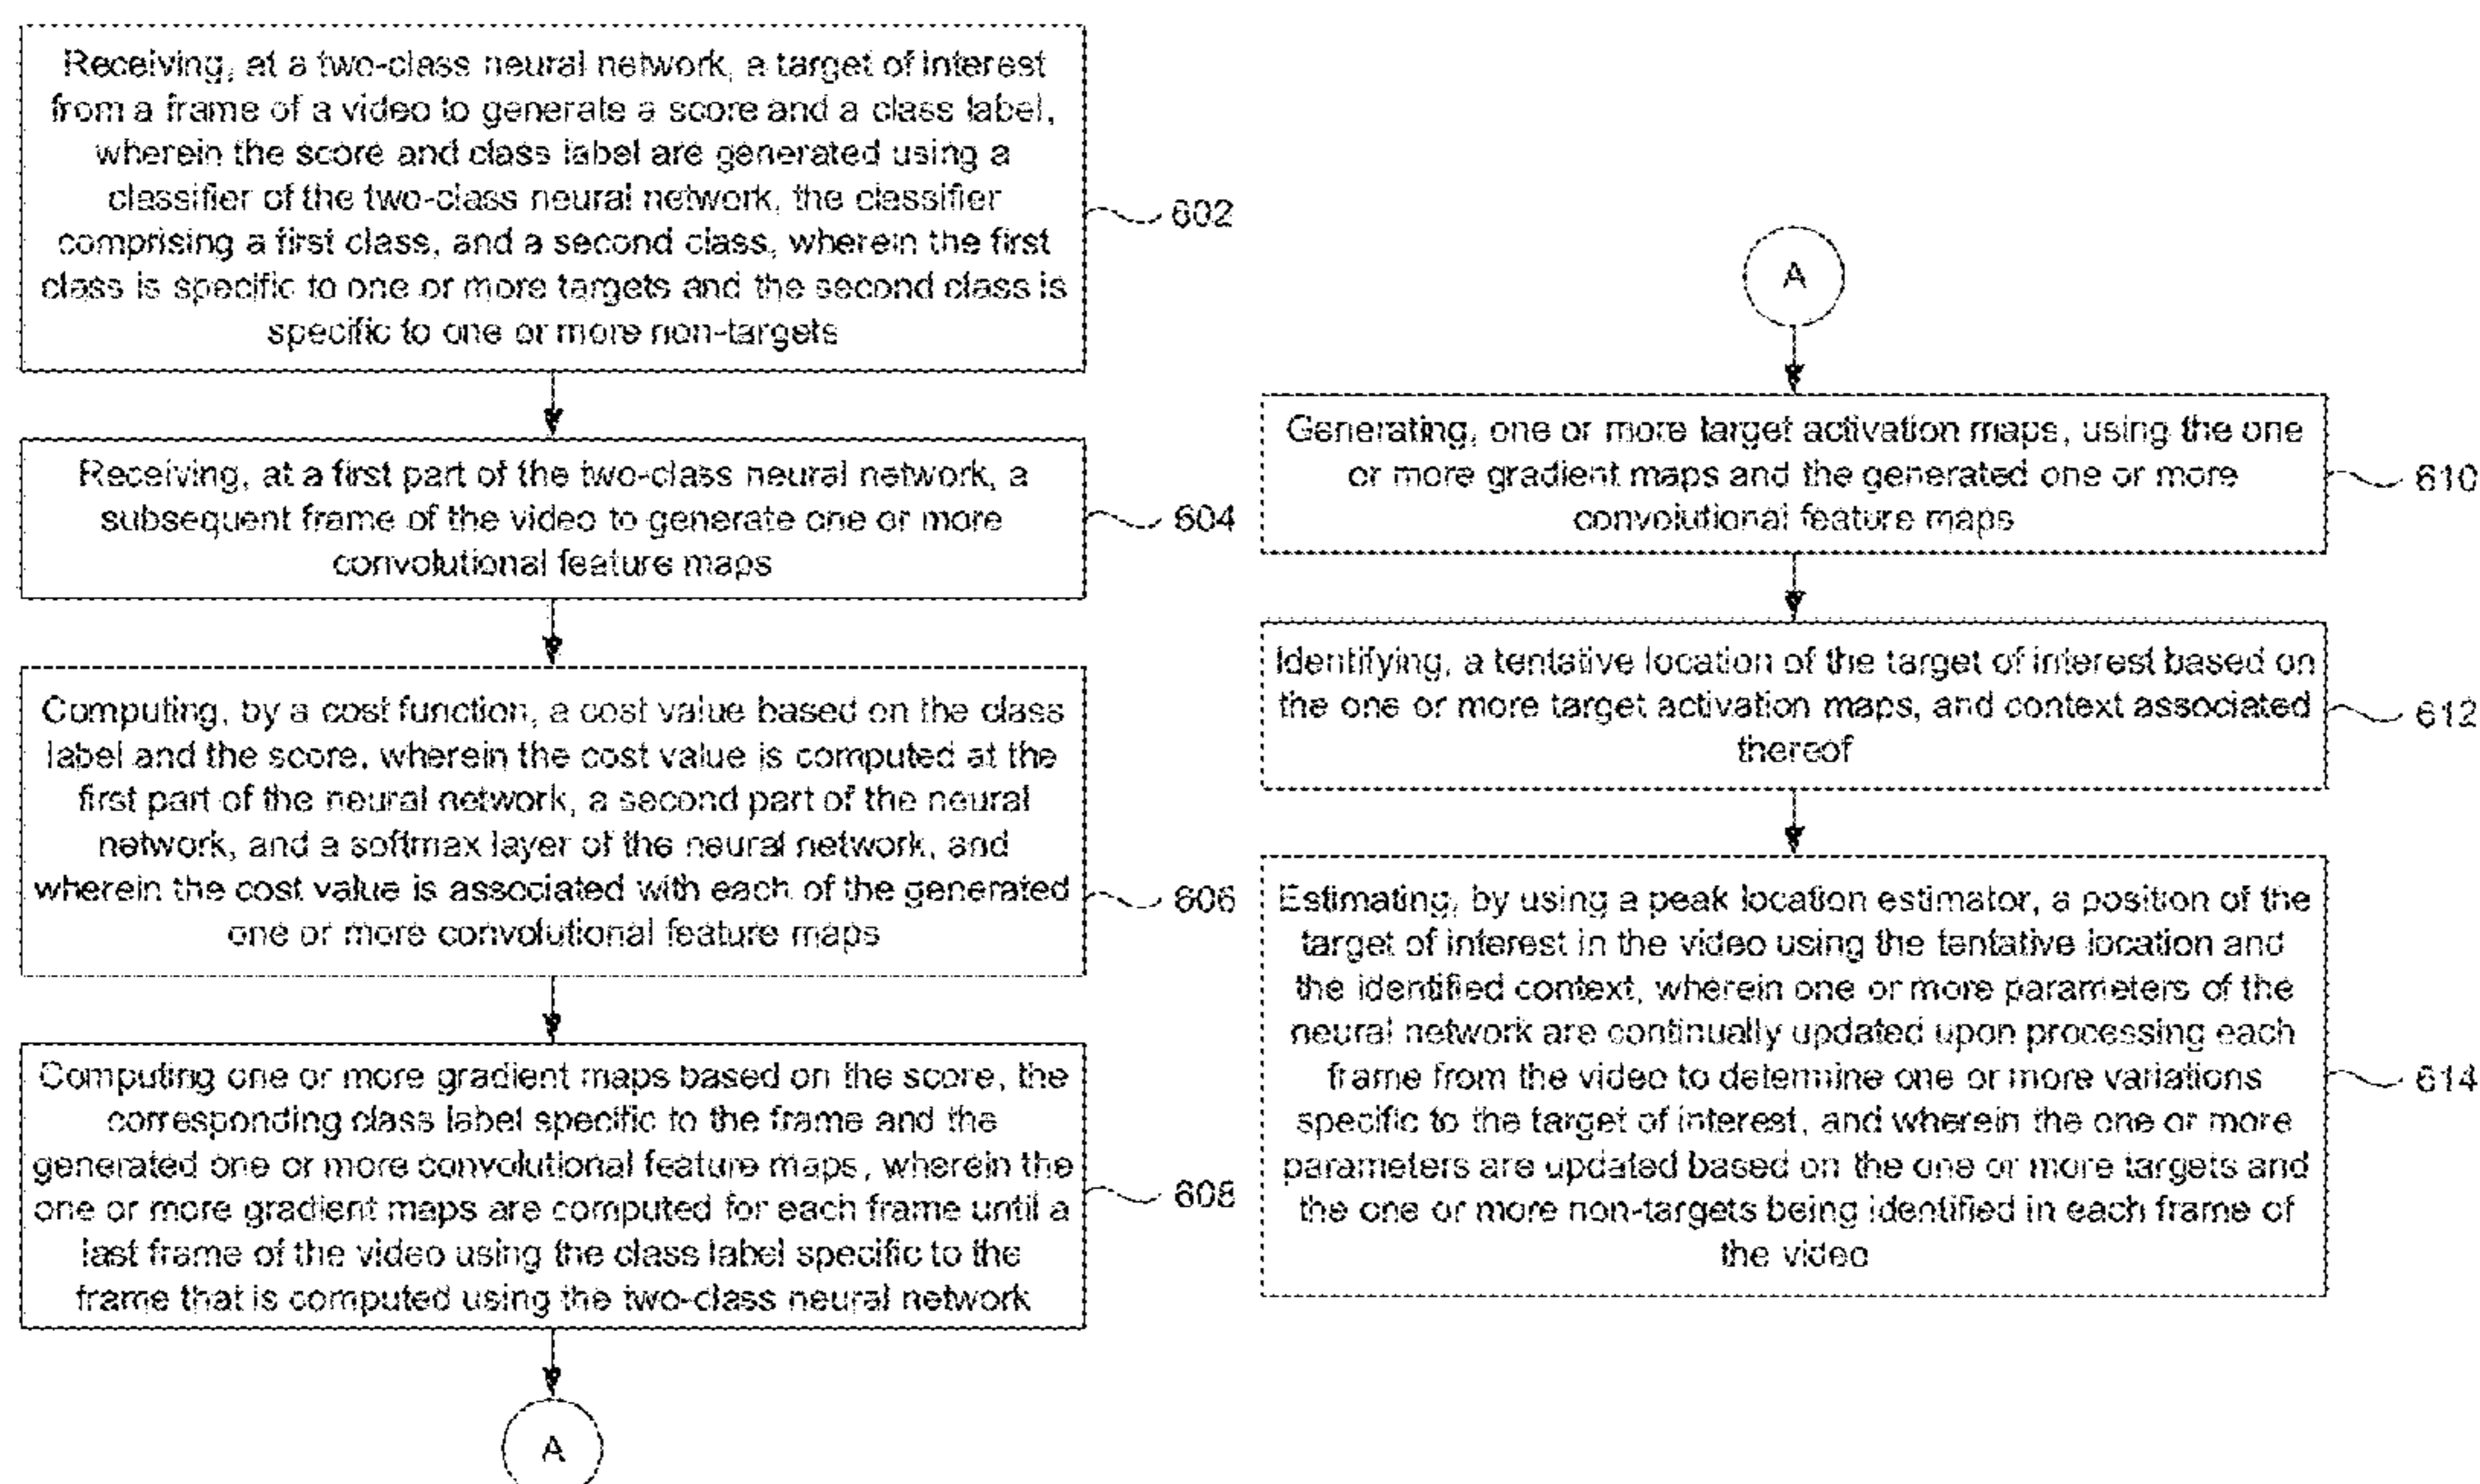 Receiving, at a two-class neural network, a target of interest
from a frame of a video to generate a score and a class label,
wherein the score and class label are generated using a
classifier of the two-class neural network, the classifier
comprising a first class, and a second class, wherein the first
class is specific to one or more targets and the second class is
specific to one or more non-targets
602
Receiving, at a first part of the two-class neural network, a
subsequent frame of the video to generate one or more
convolutional feature maps
604
Computing, by a cost function, a cost value based on the class
label and the score, wherein the cost value is computed at the
first part of the neural network, a second part of the neural
network, and a softmax layer of the neural network, and
wherein the cost value is associated with each of the generated
one or more convolutional feature maps
606
Computing one or more gradient maps based on the score, the
corresponding class label specific to the frame and the
generated one or more convolutional feature maps, wherein the
one or more gradient maps are computed for each frame until a
last frame of the video using the class label specific to the
frame that is computed using the two-class neural network
608
A
A
Generating, one or more target activation maps, using the one
or more gradient maps and the generated one or more
convolutional feature maps
610
Identifying, a tentative location of the target of interest based on
the one or more target activation maps, and context associated
thereof
612
Estimating, by using a peak location estimator, a position of the
target of interest in the video using the tentative location and
the identified context, wherein one or more parameters of the
neural network are continually updated upon processing each
frame from the video to determine one or more variations
specific to the target of interest, and wherein the one or more
parameters are updated based on the one or more targets and
the one or more non-targets being identified in each frame of
the video
614